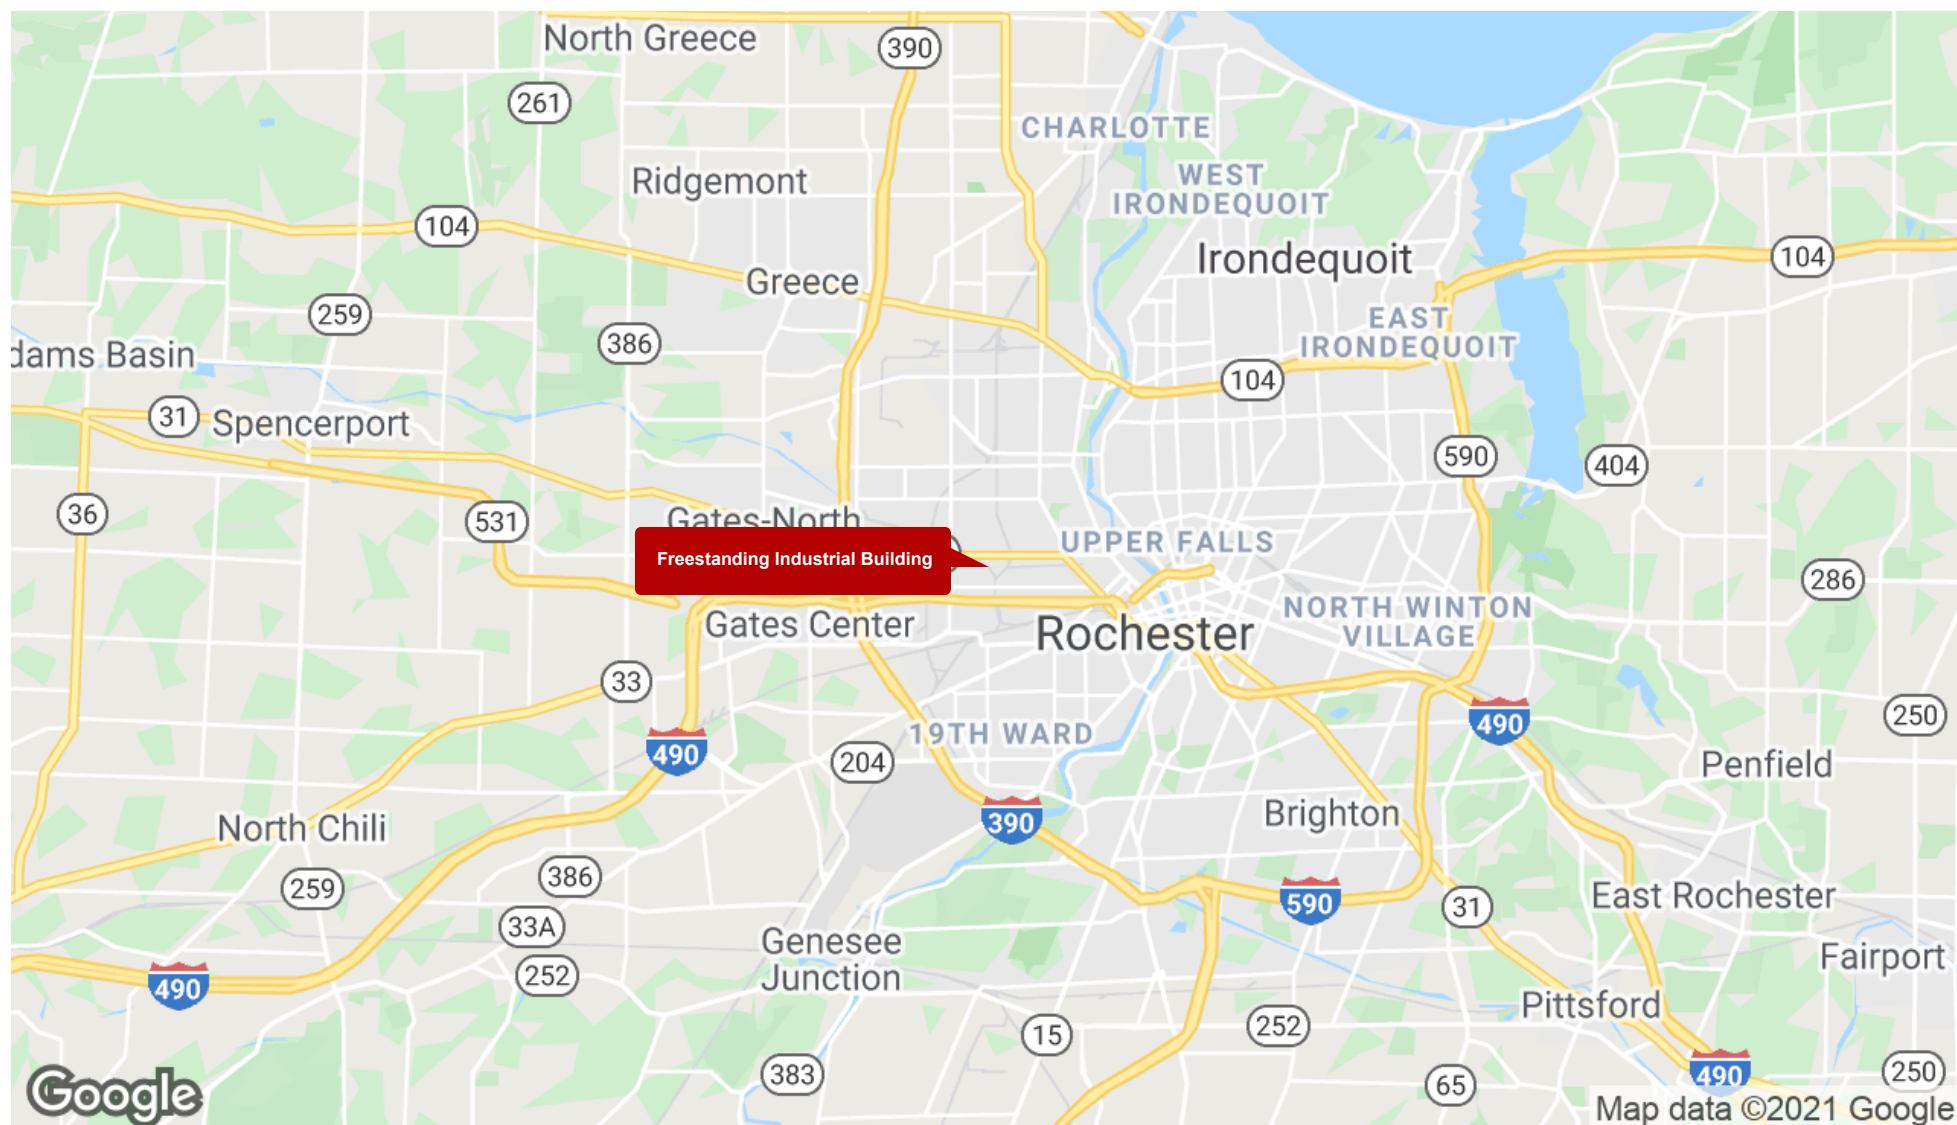 North Greece
390
261
CHARLOTTE
WEST
IRONDEQUOIT
Ridgemont
104
Irondequoit
104
Greece
259
EAST
IRONDEQUOIT
386
dams Basin
104
31
Spencerport
590
404
36
531
Gates-North
UPPER FALLS
Freestanding Industrial Building
286
NORTH WINTON
VILLAGE
Gates Center
Rochester
33
250
490
490
19TH WARD
204
Penfield
390
Brighton
North Chili
386
259
590
31
East Rochester
33A
Genesee
Junction
Fairport
252
490
Pittsford
252
15
383
65
490
250
Google
Map data ©2021 Google